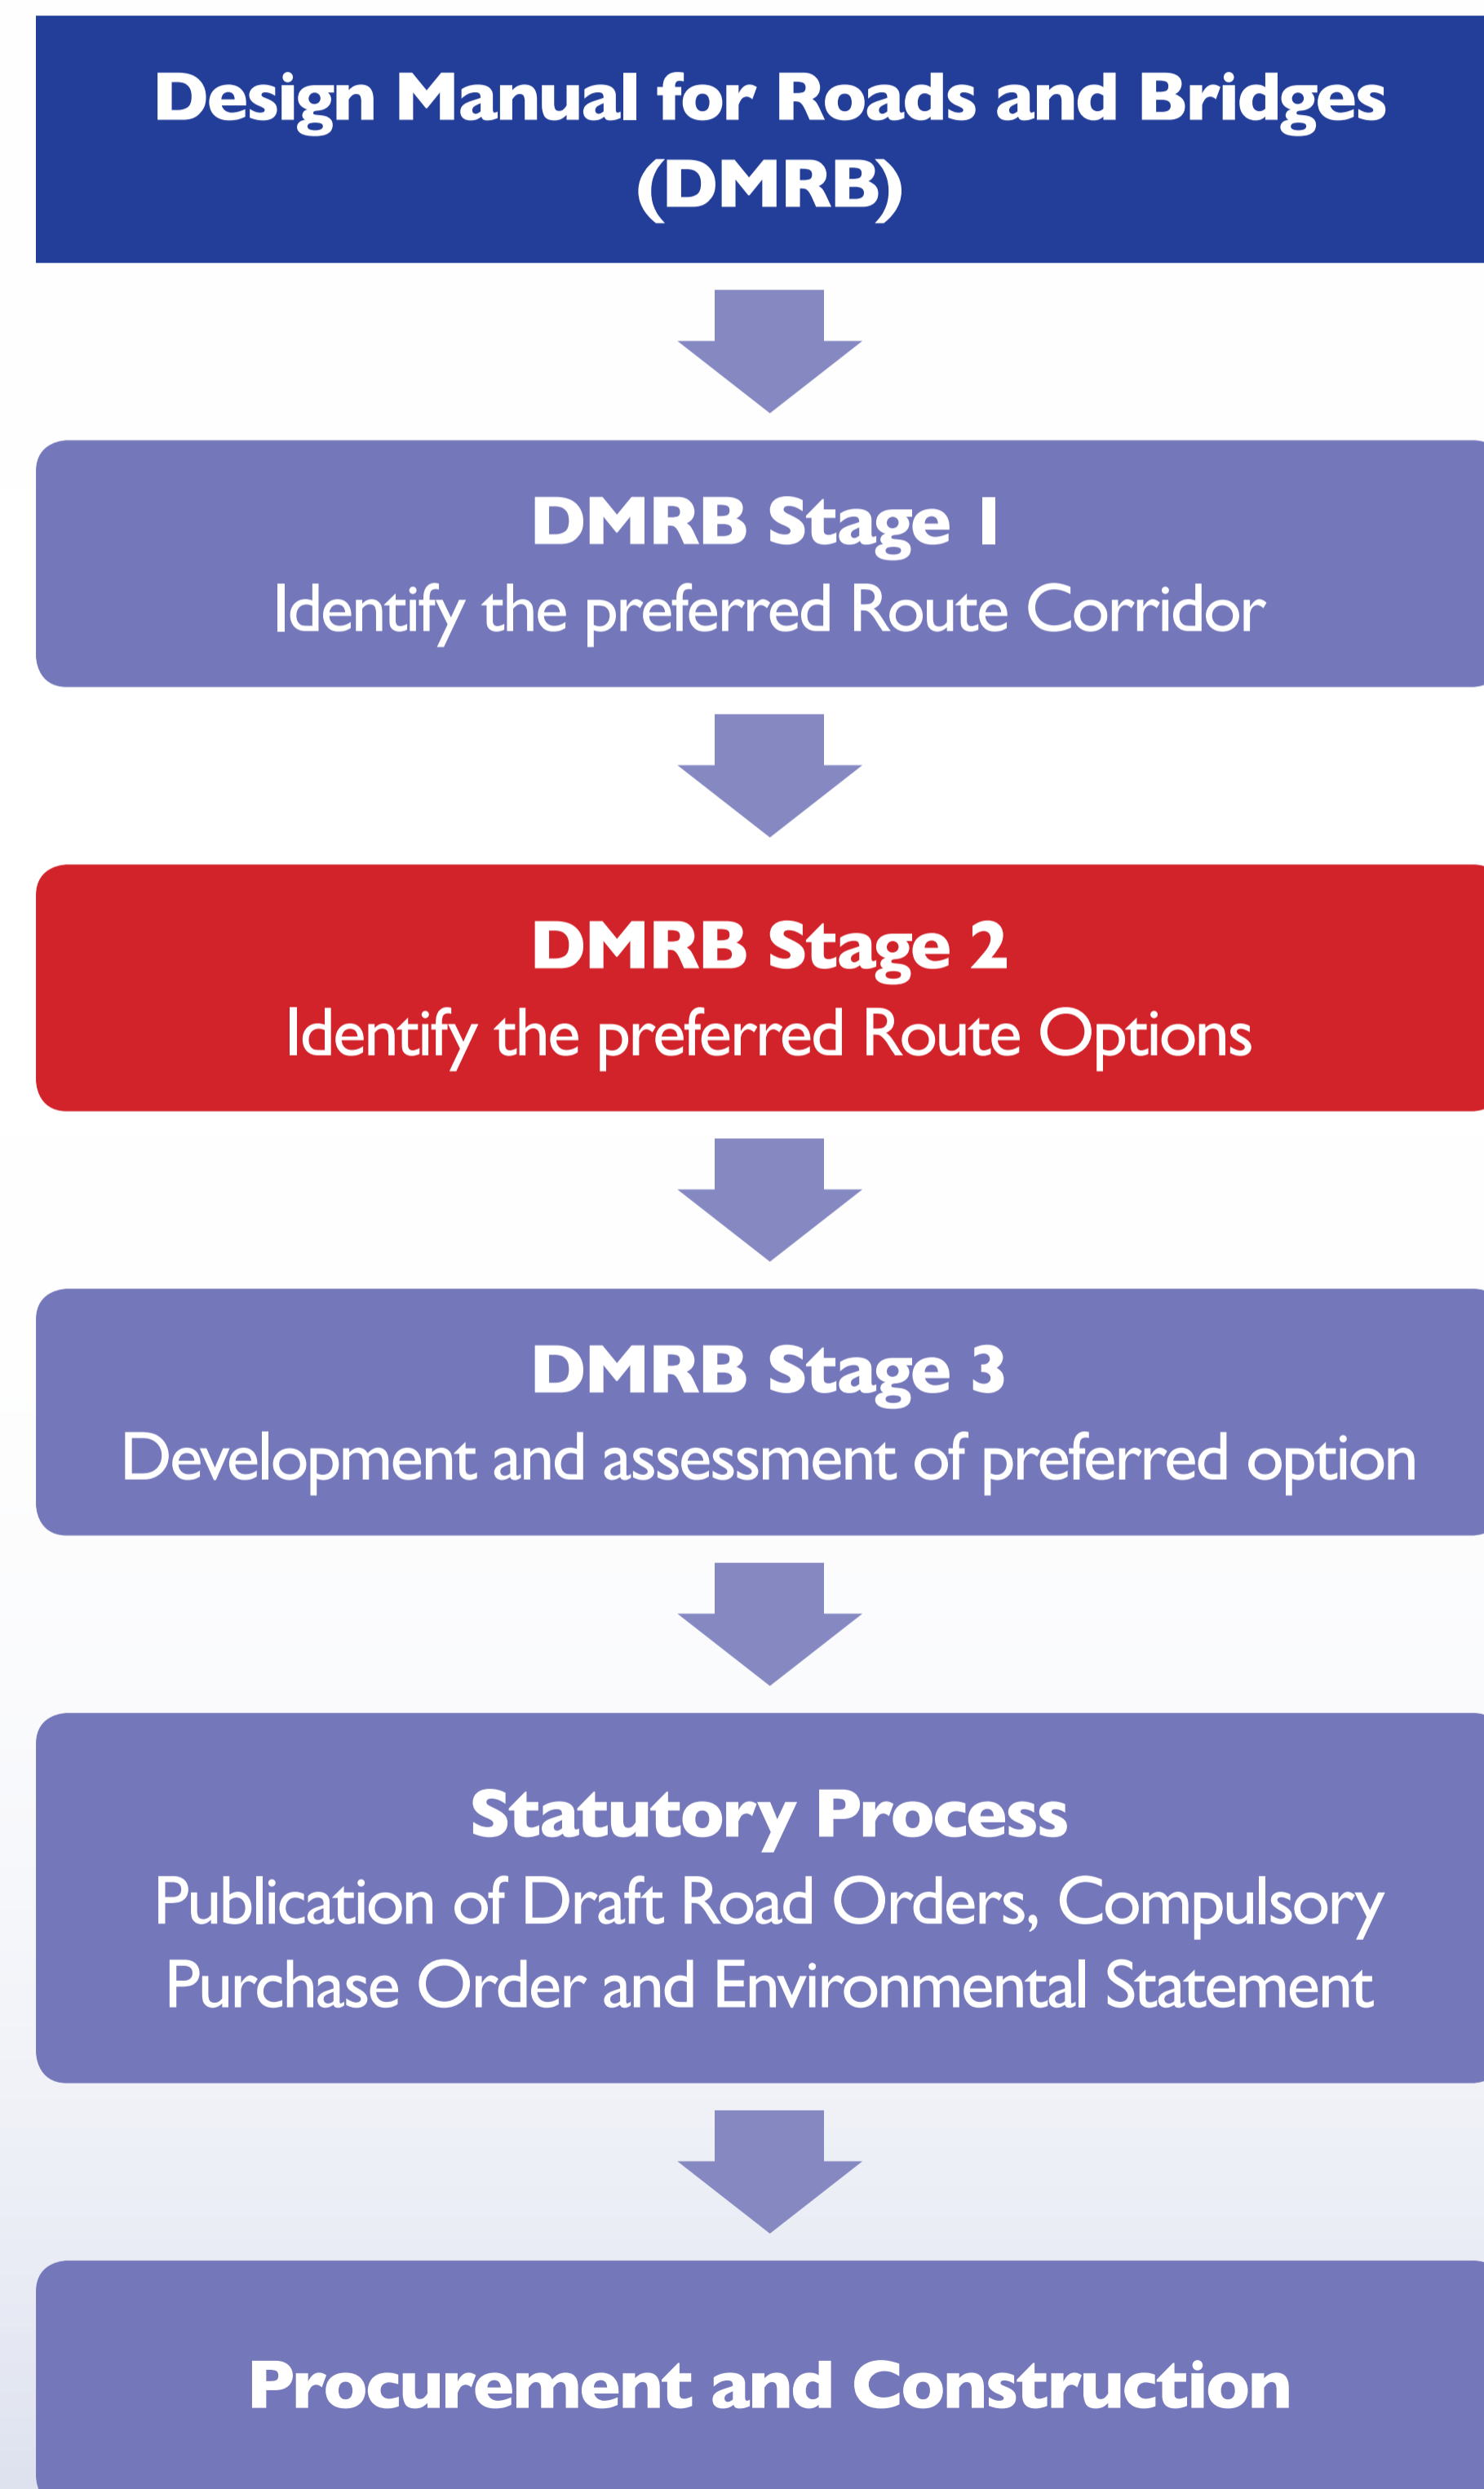 Design Manual for Roads and Bridges
(DMRB)
DMRB Stage 1
Identify the preferred Route Corridor
DMRB Stage 2
Identify the preferred Route Options
DMRB Stage 3
Development and assessment of preferred option
Statutory Process
Publication of Draft Road Orders, Compulsory
Purchase Order and Environmental Statement
Procurement and Construction